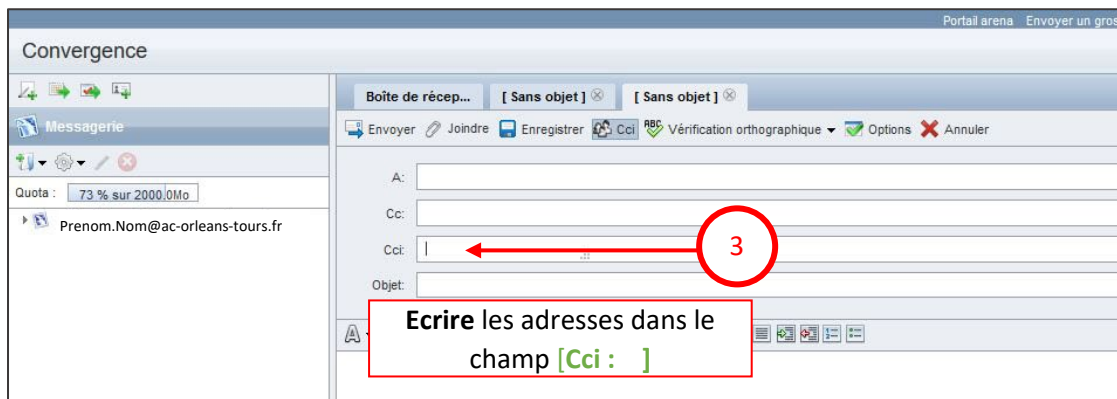 Portail arena Envoyer un gros
Convergence
Boîte de récep... [ Sans objet ] [ Sans objet ]
Messagerie
Envoyer Joindre Enregistrer Cci ABC Vérification orthographique Options Annuler
A:
Quota : 73 % sur 2000.0Mo
Cc:
Prenom.Nom@ac-orleans-tours.fr
Cci:
3
Objet:
Ecrire les adresses dans le
champ [Cci : ]
A